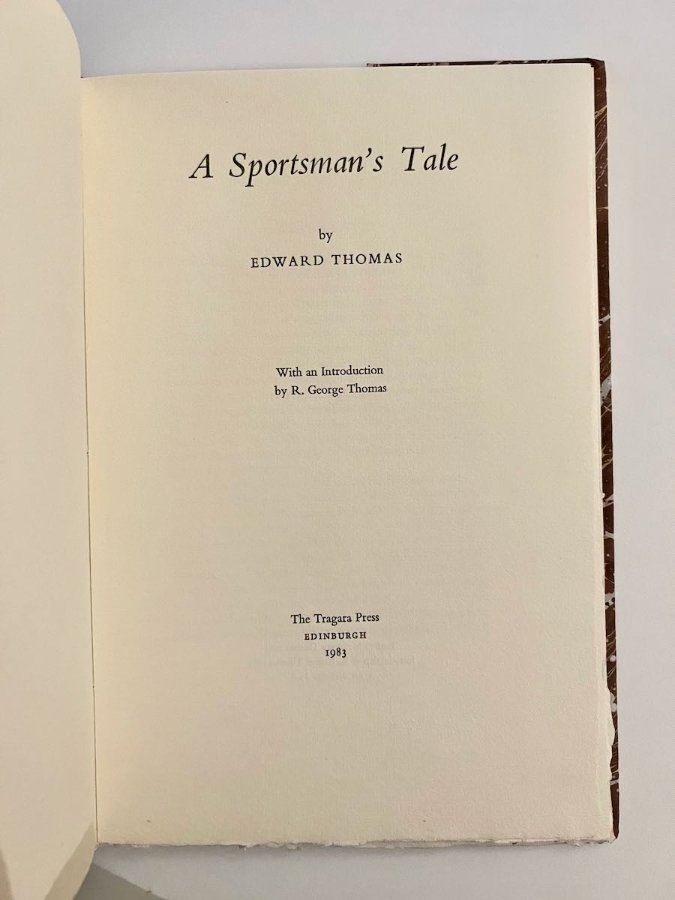 A Sportsman's Tale
by
EDWARD THOMAS
With an Introduction
by R. George Thomas
The Tragara Press
EDINBURGH
1983